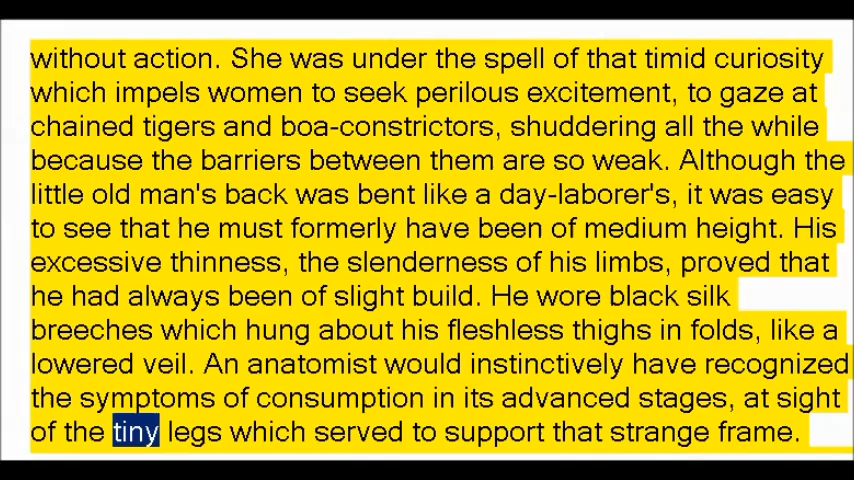 without action. She was under the spell of that timid curiosity
which impels women to seek perilous excitement, to gaze at
chained tigers and boa-constrictors, shuddering all the while
because the barriers between them are so weak. Although the
little old man's back was bent like a day-laborer's, it was easy
to see that he must formerly have been of medium height. His
excessive thinness, the slenderness of his limbs, proved that
he had always been of slight build. He wore black silk
breeches which hung about his fleshless thighs in folds, like a
lowered veil. An anatomist would instinctively have recognized
the symptoms of consumption in its advanced stages, at sight
of the tiny legs which served to support that strange frame.